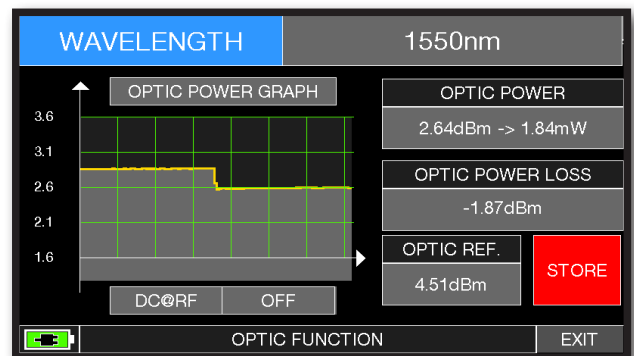 WAVELENGTH
1550nm
OPTIC POWER GRAPH
3.6
3.1
2.6
2.1
1.6
DC@RF
OFF
OPTIC POWER
2.64dBm -> 1.84mW
OPTIC POWER LOSS
-1.87dBm
OPTIC REF.
4.51dBm
STORE
OPTIC FUNCTION
EXIT